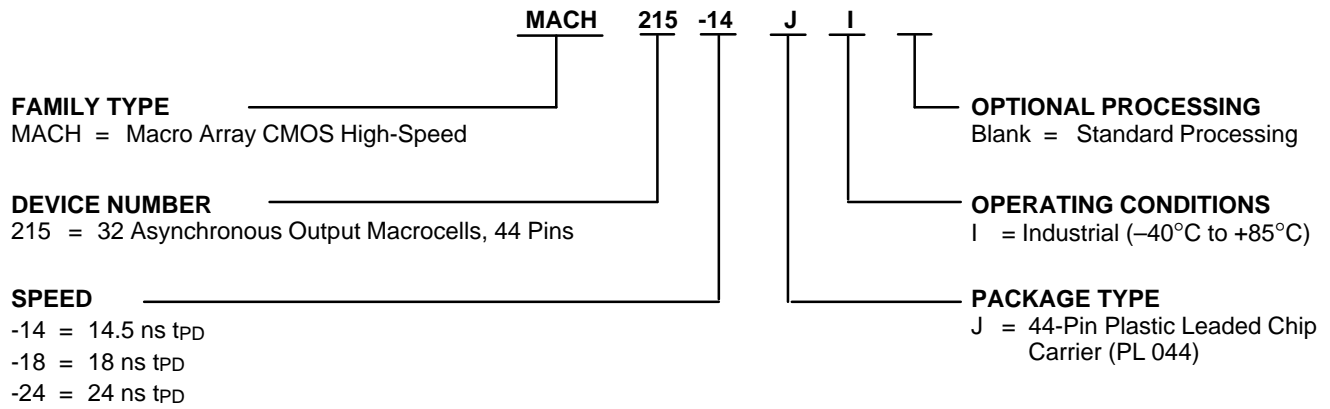 MACH 215 -14 J I
FAMILY TYPE
MACH = Macro Array CMOS High-Speed
DEVICE NUMBER
215 = 32 Asynchronous Output Macrocells, 44 Pins
SPEED
-14 = 14.5 ns tPD
-18 = 18 ns tPD
-24 = 24 ns tPD
OPTIONAL PROCESSING
Blank = Standard Processing
OPERATING CONDITIONS
I = Industrial (–40°C to +85°C)
PACKAGE TYPE
J = 44-Pin Plastic Leaded Chip
Carrier (PL 044)